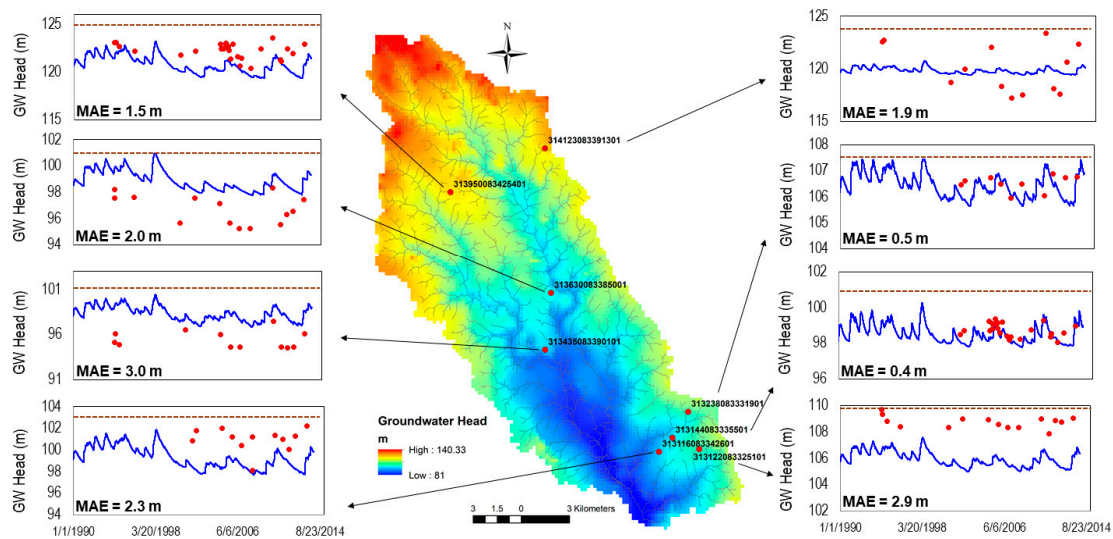 125
120
115
GW Head (m)
MAE = 1.5 m
102
100
98
96
94
GW Head (m)
MAE = 2.0 m
101
96
91
GW Head (m)
MAE = 3.0 m
104
102
100
98
96
94
GW Head (m)
MAE = 2.3 m
1/1/1990
3/20/1998
6/6/2006
8/23/2014
N
314123083391301
313950083425401
313630083385001
313435083390101
313238083331901
313144083335501
313116083342601
313122083325101
Groundwater Head
m
High : 140.33
Low : 81
3 1.5 0 3 Kilometers
125
120
115
GW Head (m)
MAE = 1.9 m
108
107
106
105
104
GW Head (m)
MAE = 0.5 m
102
100
98
96
GW Head (m)
MAE = 0.4 m
110
108
106
104
102
GW Head (m)
MAE = 2.9 m
1/1/1990
3/20/1998
6/6/2006
8/23/2014